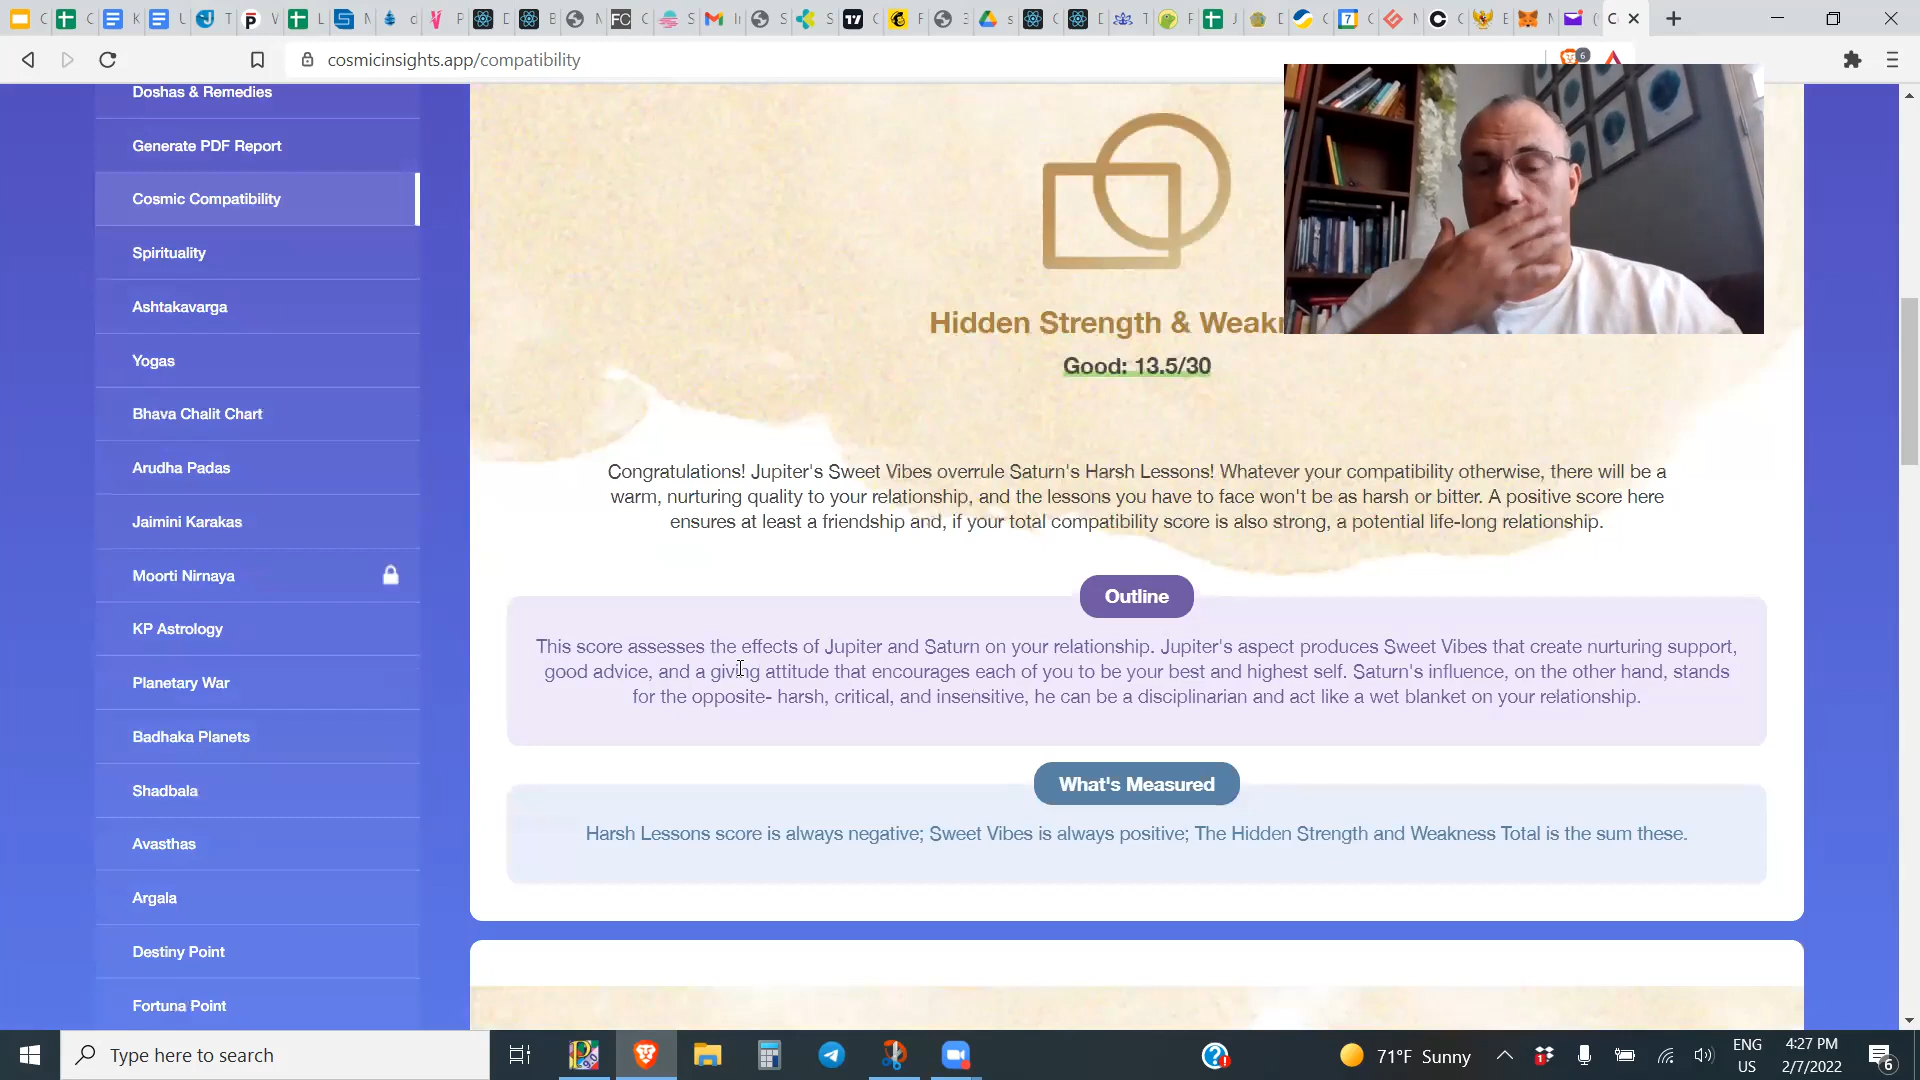 cosmicinsights.app/compatibility
6
Doshas & Remedies
Generate PDF Report
Cosmic Compatibility
Spirituality
Ashtakavarga
Yogas
Bhava Chalit Chart
Arudha Padas
Jaimini Karakas
Moorti Nirnaya
KP Astrology
Planetary War
Badhaka Planets
Shadbala
Avasthas
Argala
Destiny Point
Fortuna Point
Hidden Strength &
Good: 13.5/30
Congratulations! Jupiter's Sweet Vibes overrule Saturn's Harsh Lessons! Whatever your compatibility otherwise, there will be a
warm, nurturing quality to your relationship, and the lessons you have to face won't be as harsh or bitter. A positive score here
ensures at least a friendship and, if your total compatibility score is also strong, a potential life-long relationship.
Outline
This score assesses the effects of Jupiter and Saturn on your relationship. Jupiter's aspect produces Sweet Vibes that create nurturing support,
good advice, and a giving attitude that encourages each of you to be your best and highest self. Saturn's influence, on the other hand, stands
for the opposite- harsh, critical, and insensitive, he can be a disciplinarian and act like a wet blanket on your relationship.
What's Measured
Harsh Lessons score is always negative; Sweet Vibes is always positive; The Hidden Strength and Weakness Total is the sum these.
Type here to search
71°F Sunny
ENG
US
4:27 PM
2/7/2022
6